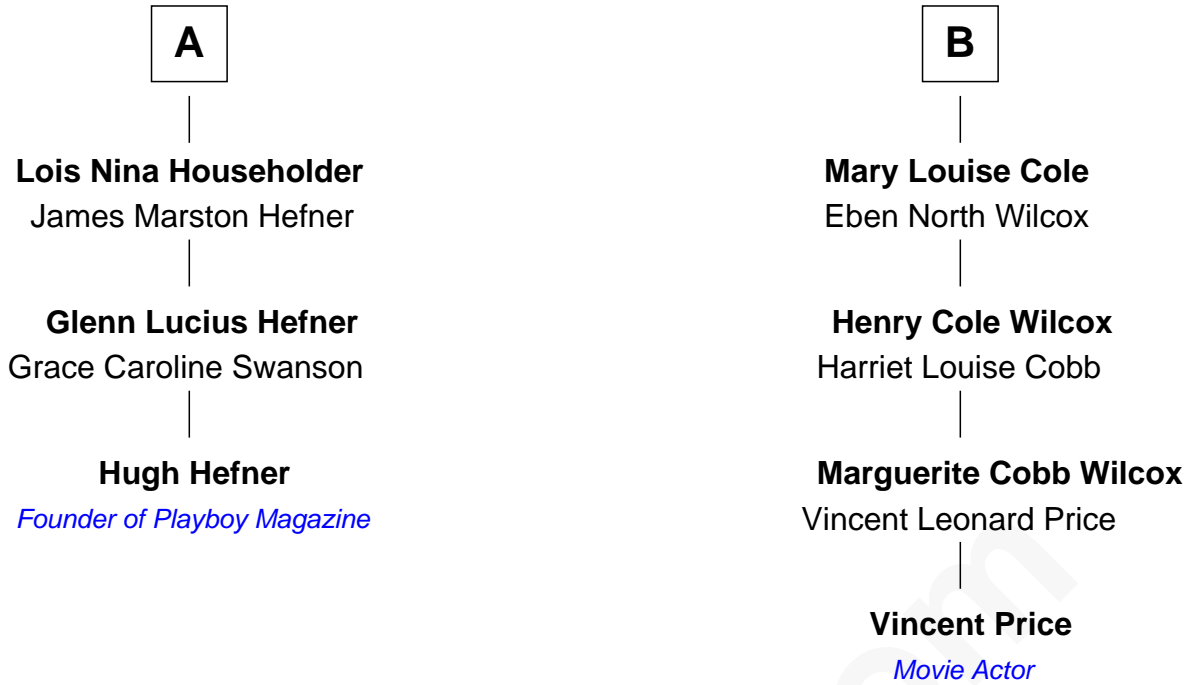 A
Lois Nina Householder
James Marston Hefner
Glenn Lucius Hefner
Grace Caroline Swanson
Hugh Hefner
Founder of Playboy Magazine
B
Mary Louise Cole
Eben North Wilcox
Henry Cole Wilcox
Harriet Louise Cobb
Marguerite Cobb Wilcox
Vincent Leonard Price
Vincent Price
Movie Actor
om